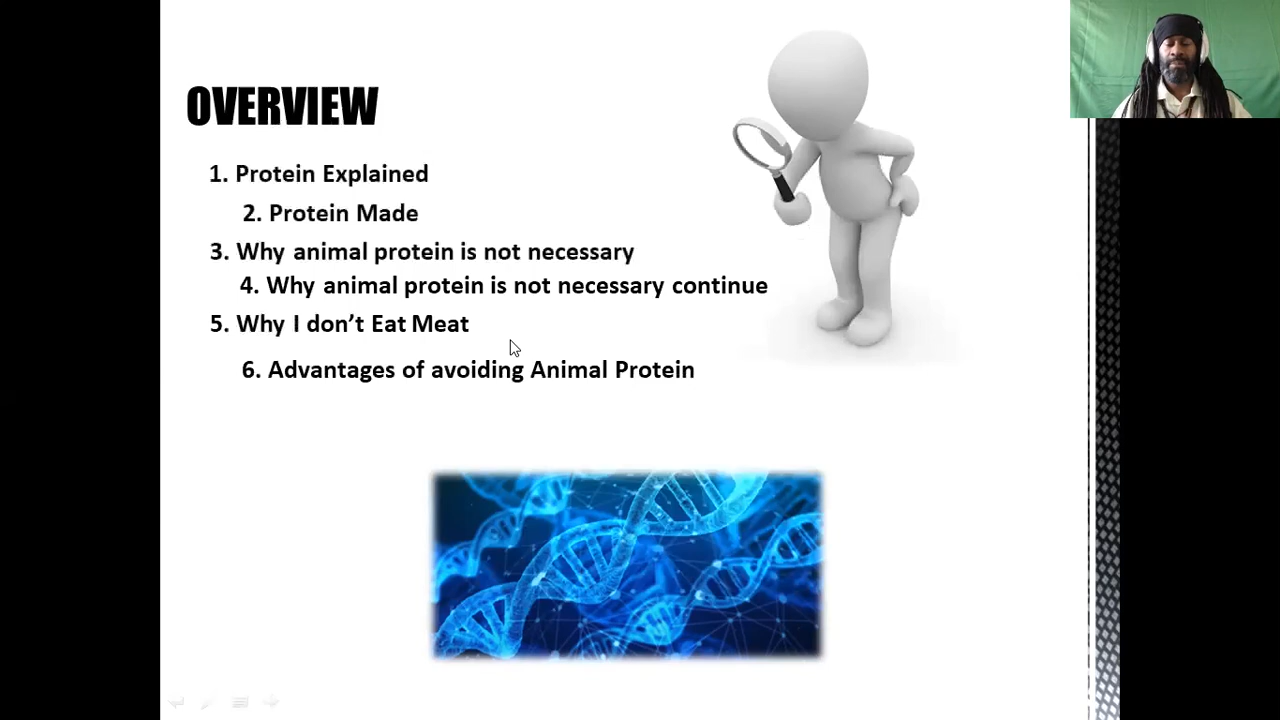 OVERVIEW
1. Protein Explained
2. Protein Made
3. Why animal protein is not necessary
4. Why animal protein is not necessary continue
5. Why I don’t Eat Meat
6. Advantages of avoiding Animal Protein